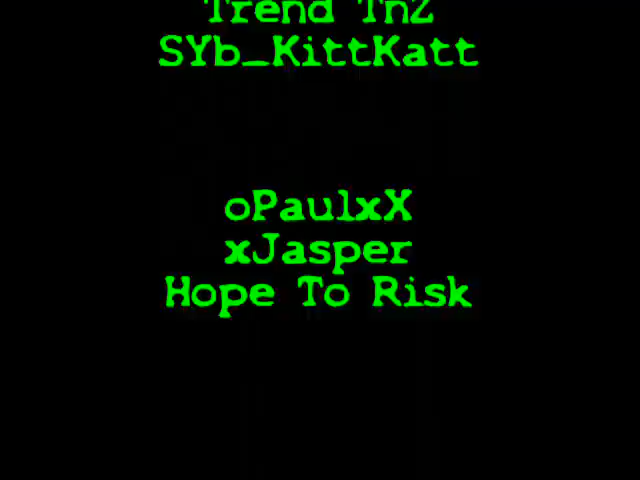 Trend TnZ
SYb_KittKatt
oPaulxX
xJasper
Hope To Risk